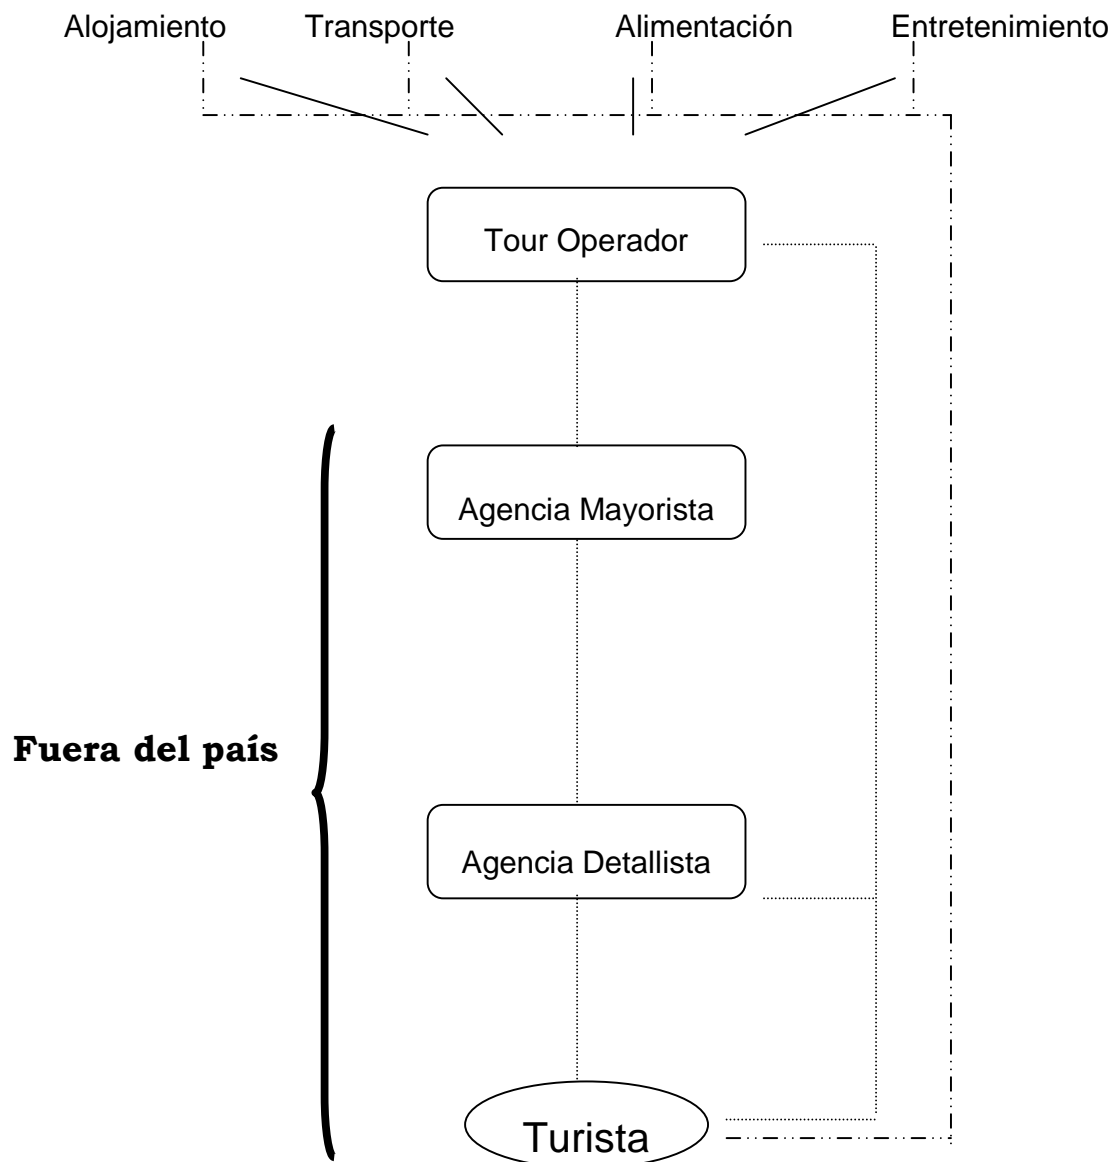 Alojamiento Transporte Alimentación Entretenimiento
Tour Operador
Agencia Mayorista
Fuera del país
Agencia Detallista
Turista